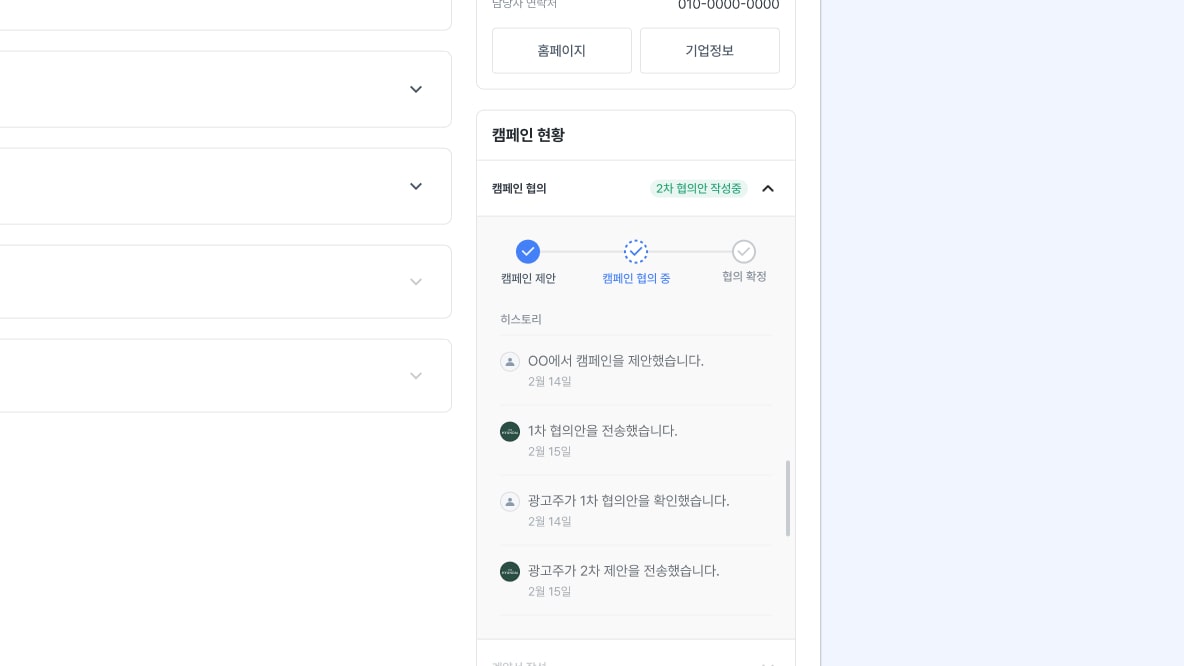 담당자 연락처
010-0000-0000
홈페이지
기업정보
캠페인 현황
캠페인 협의
2차 협의안 작성중
캠페인 제안
캠페인 협의 중
협의 확정
히스토리
OO에서 캠페인을 제안했습니다.
2월 14일
1차 협의안을 전송했습니다.
2월 15일
광고주가 1차 협의안을 확인했습니다.
2월 14일
광고주가 2차 제안을 전송했습니다.
2월 15일